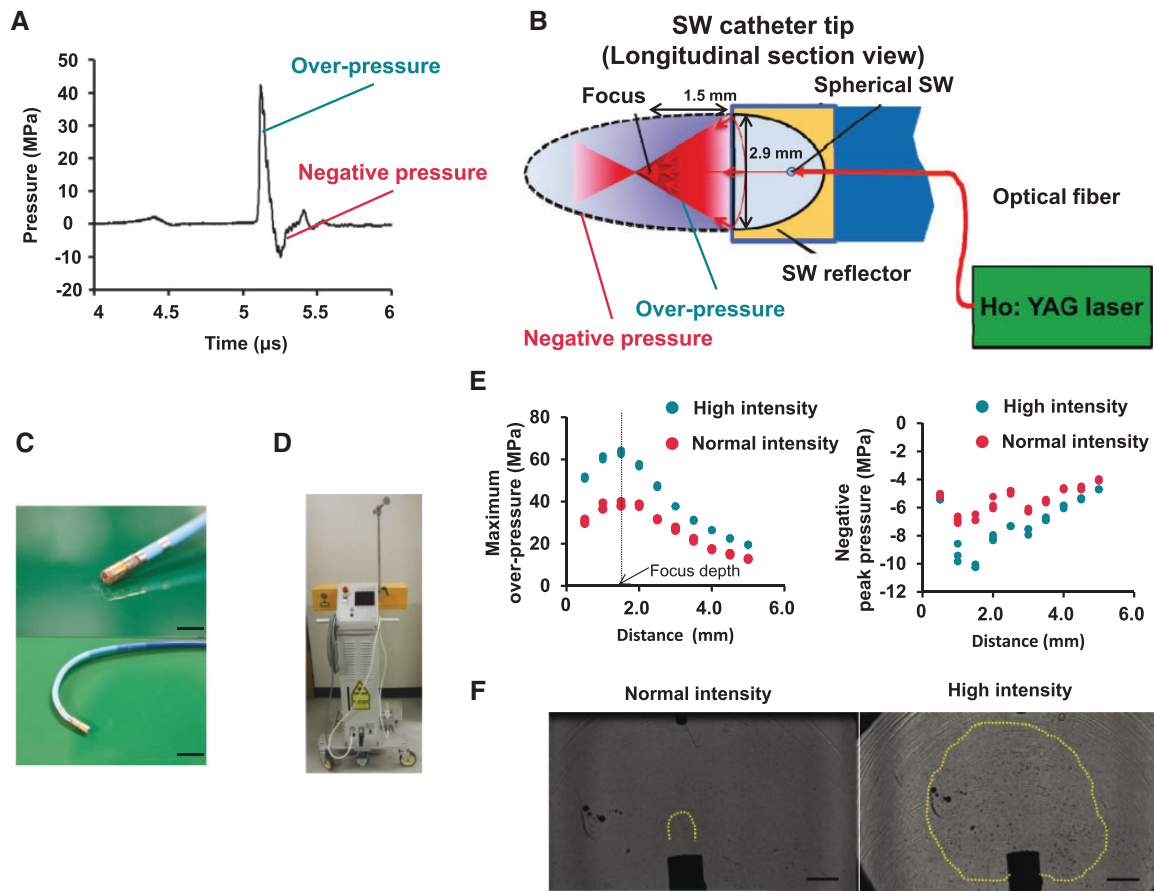 A
Pressure (MPa)
50
40
30
20
10
0
-10
-20
4
4.5
5
5.5
6
Time (µs)
Over-pressure
Negative pressure
B
SW catheter tip
(Longitudinal section view)
Spherical SW
Focus
1.5 mm
2.9 mm
Optical fiber
SW reflector
Over-pressure
Negative pressure
Ho: YAG laser
C
D
E
High intensity
Normal intensity
Maximum
over-pressure (MPa)
80
60
40
20
0
Focus depth
0
2.0
4.0
6.0
Distance (mm)
High intensity
Normal intensity
Negative
peak pressure (MPa)
-0
-2
-4
-6
-8
-10
-12
0
2.0
4.0
6.0
Distance (mm)
F
Normal intensity
High intensity